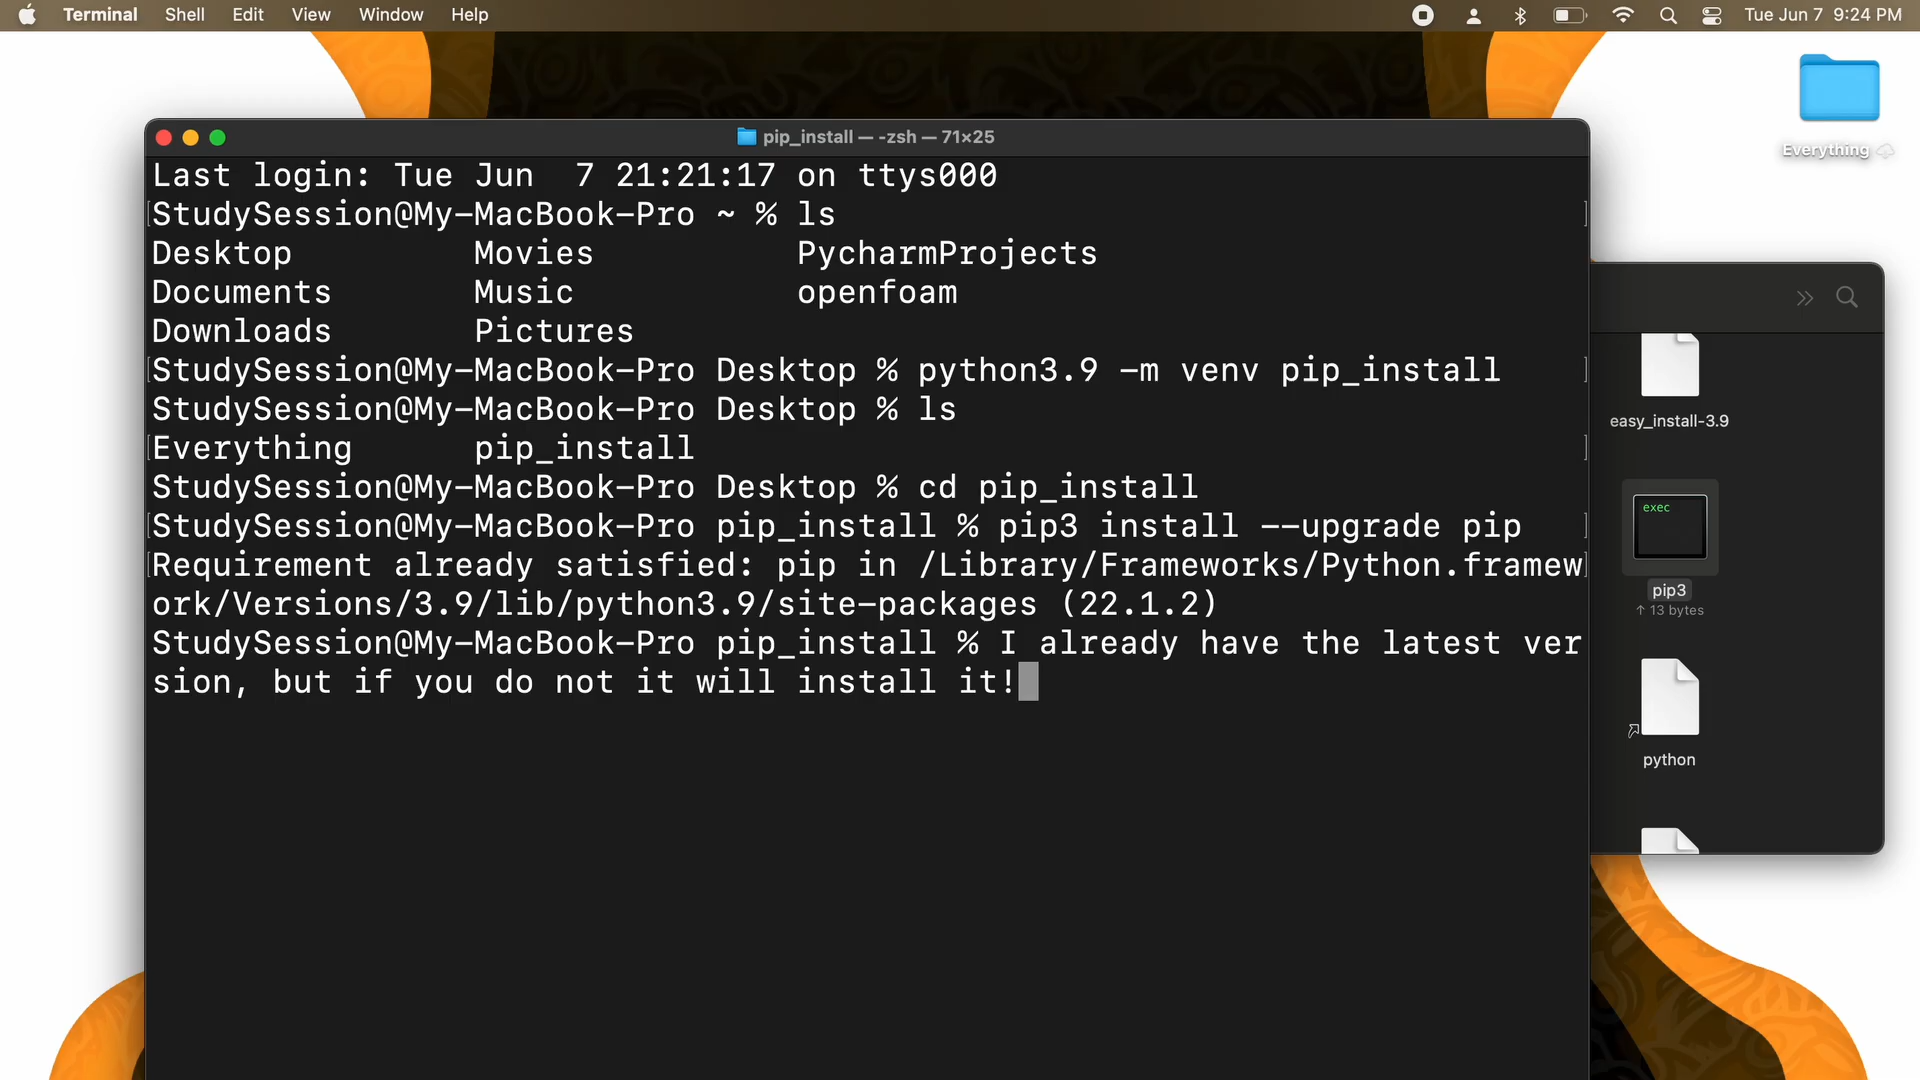 Terminal Shell Edit View Window Help Tue Jun 7 9:24 PM
Everything
pip_install — -zsh — 71×25
Last login: Tue Jun  7 21:21:17 on ttys000
[StudySession@My-MacBook-Pro ~ % ls ]
Desktop Movies PycharmProjects
Documents Music openfoam
Downloads Pictures
[StudySession@My-MacBook-Pro Desktop % python3.9 -m venv pip_install ]
StudySession@My-MacBook-Pro Desktop % ls
[Everything pip_install ]
StudySession@My-MacBook-Pro Desktop % cd pip_install
[StudySession@My-MacBook-Pro pip_install % pip3 install --upgrade pip ]
[Requirement already satisfied: pip in /Library/Frameworks/Python.framew]
ork/Versions/3.9/lib/python3.9/site-packages (22.1.2)
StudySession@My-MacBook-Pro pip_install % I already have the latest ver
sion, but if you do not it will install it!
easy_install-3.9
exec
pip3
↑ 13 bytes
python